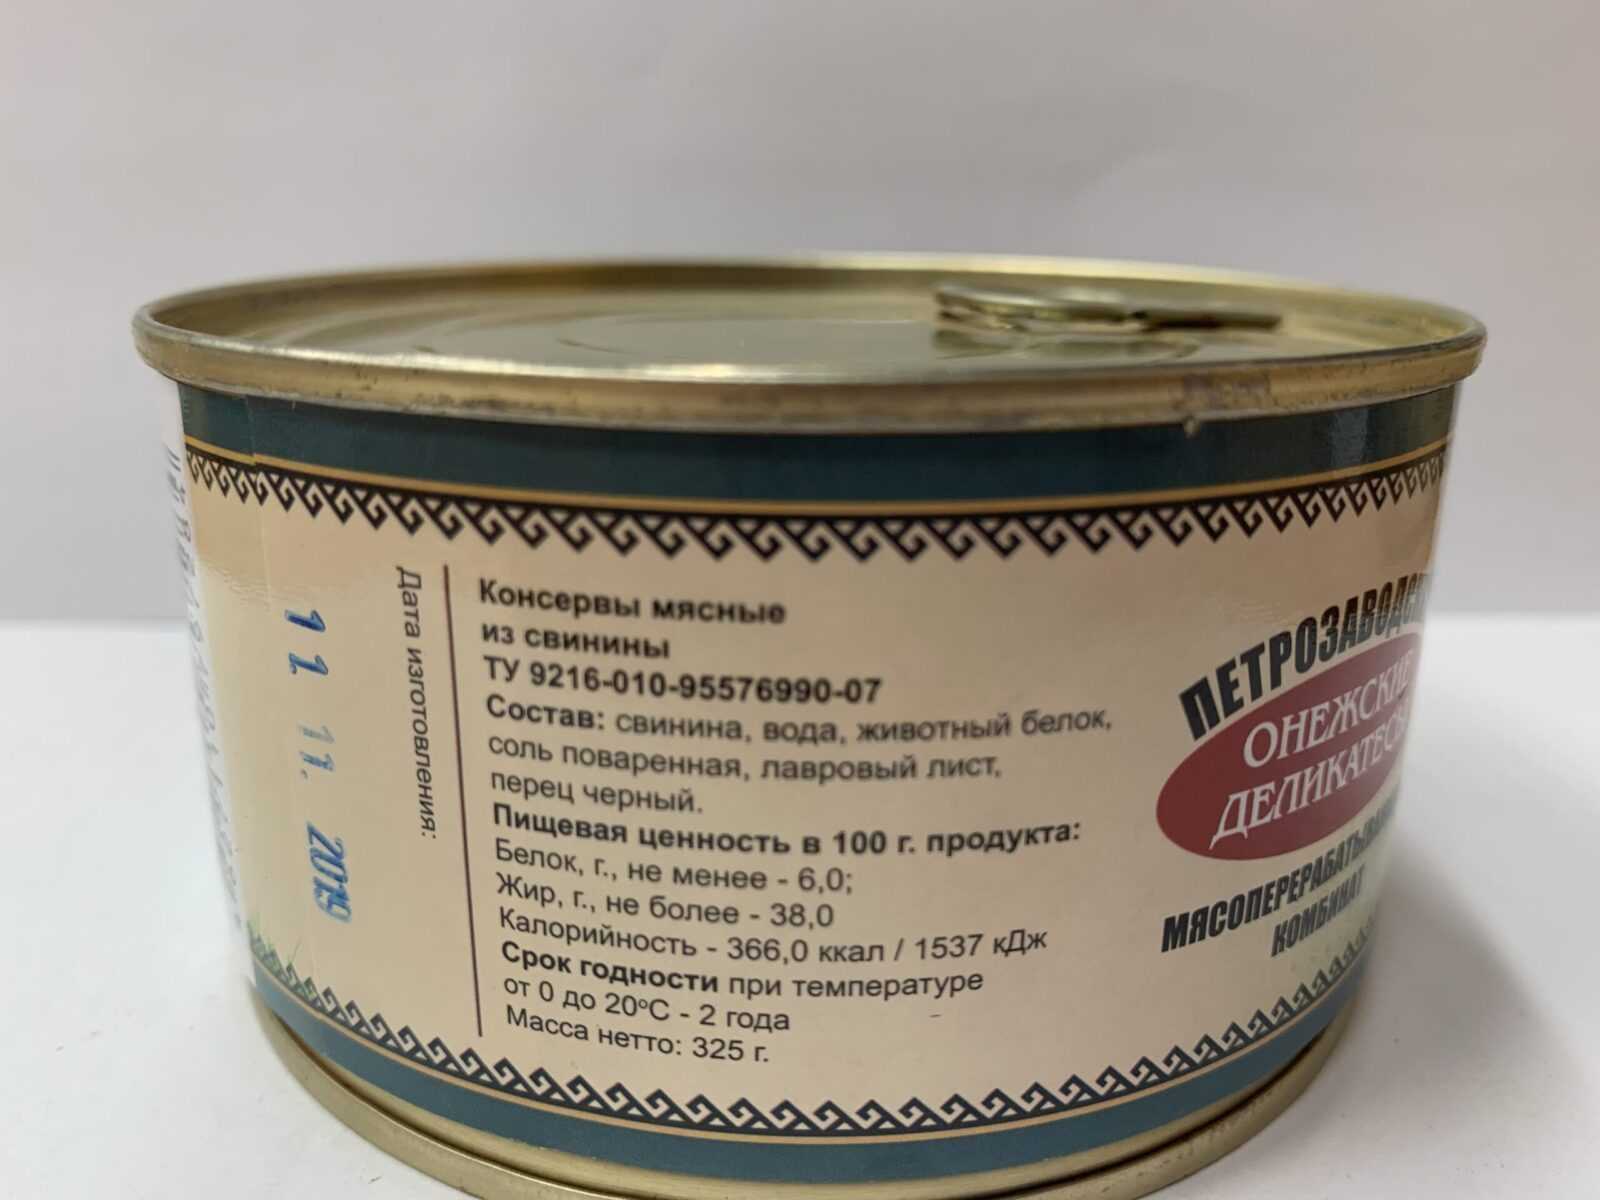 Дата изготовления:
11. 11. 2019
Консервы мясные
из свинины
ТУ 9216-010-95576990-07
Состав: свинина, вода, животный белок,
соль поваренная, лавровый лист,
перец черный.
Пищевая ценность в 100 г. продукта:
Белок, г., не менее - 6,0;
Жир, г., не более - 38,0
Калорийность - 366,0 ккал / 1537 кДж
Срок годности при температуре
от 0 до 20°С - 2 года
Масса нетто: 325 г.
ОНЕЖСКИЕ
ДЕЛИКАТЕСЫ
КОМБИНАТ